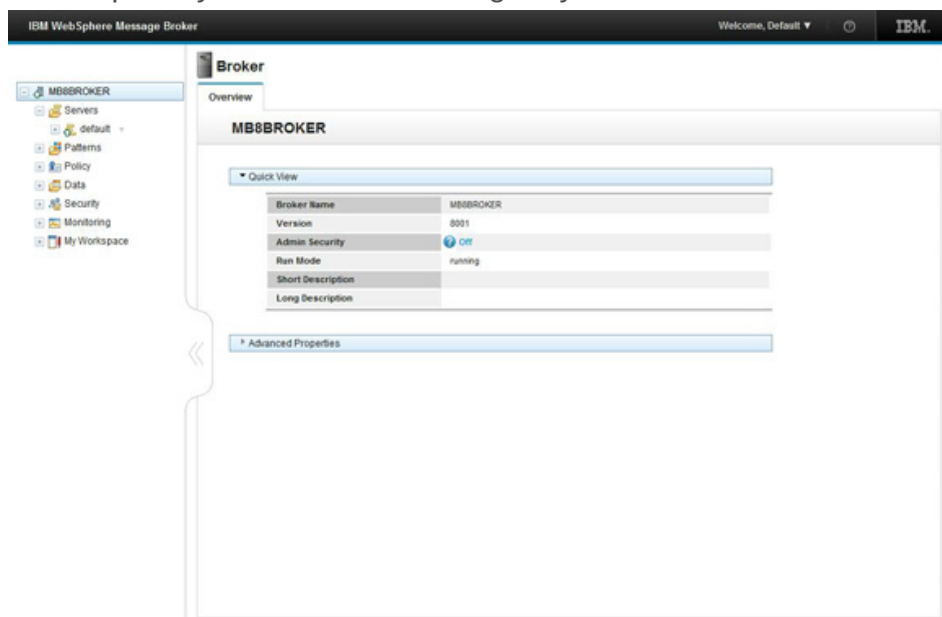 IBM WebSphere Message Broker
Welcome, Default
IBM.
MB8BROKER
Servers
default
Patterns
Policy
Data
Security
Monitoring
My Workspace
Broker
Overview
MB8BROKER
Quick View
Broker Name MB8BROKER
Version 8001
Admin Security Off
Run Mode running
Short Description
Long Description
Advanced Properties